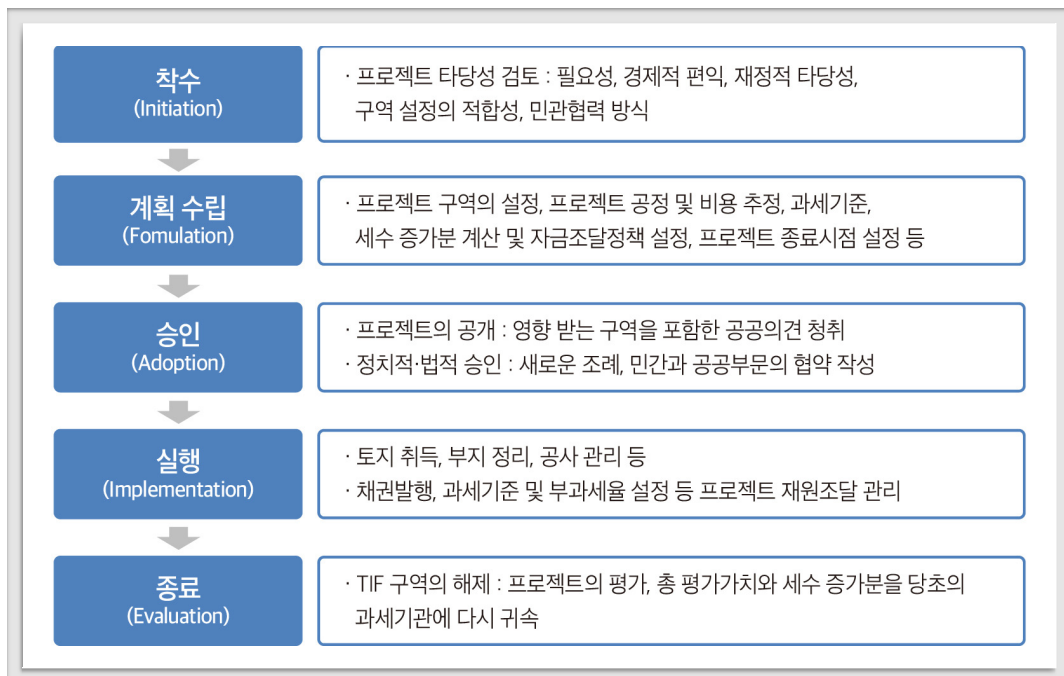 착수
(Initiation)
· 프로젝트 타당성 검토 : 필요성, 경제적 편익, 재정적 타당성,
구역 설정의 적합성, 민관협력 방식
계획 수립
(Fomulation)
· 프로젝트 구역의 설정, 프로젝트 공정 및 비용 추정, 과세기준,
세수 증가분 계산 및 자금조달정책 설정, 프로젝트 종료시점 설정 등
승인
(Adoption)
· 프로젝트의 공개 : 영향 받는 구역을 포함한 공공의견 청취
· 정치적·법적 승인 : 새로운 조례, 민간과 공공부문의 협약 작성
실행
(Implementation)
· 토지 취득, 부지 정리, 공사 관리 등
· 채권발행, 과세기준 및 부과세율 설정 등 프로젝트 재원조달 관리
종료
(Evaluation)
· TIF 구역의 해제 : 프로젝트의 평가, 총 평가가치와 세수 증가분을 당초의
과세기관에 다시 귀속